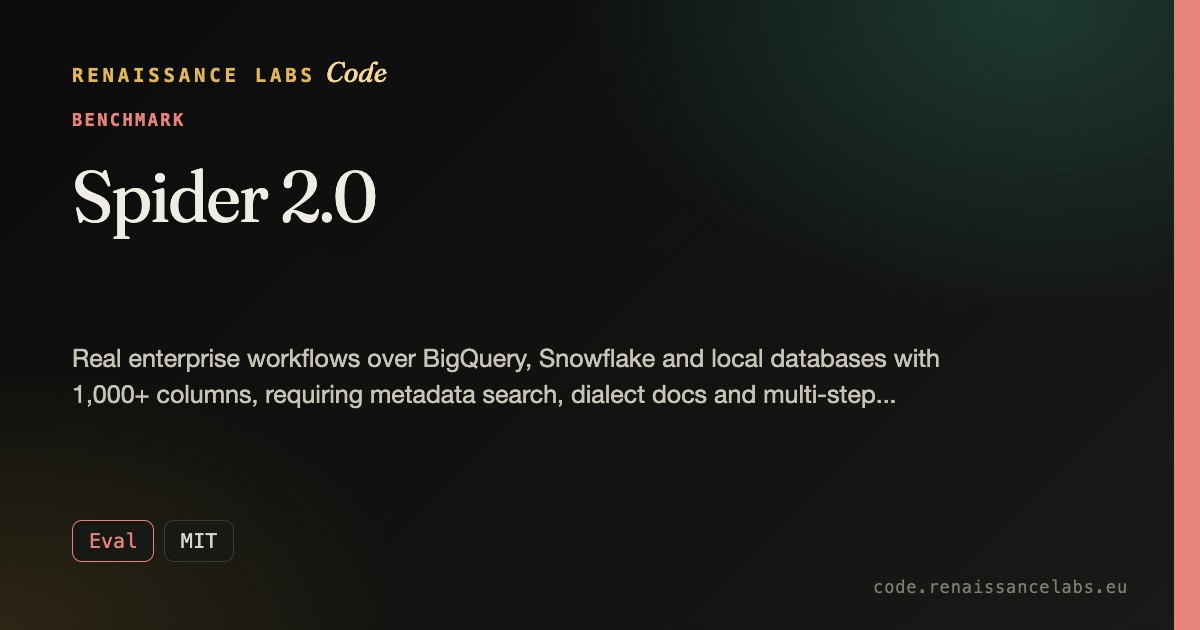 RENAISSANCE LABS Code
BENCHMARK
Spider 2.0
Real enterprise workflows over BigQuery, Snowflake and local databases with
1,000+ columns, requiring metadata search, dialect docs and multi-step...
Eval MIT
code.renaissancelabs.eu